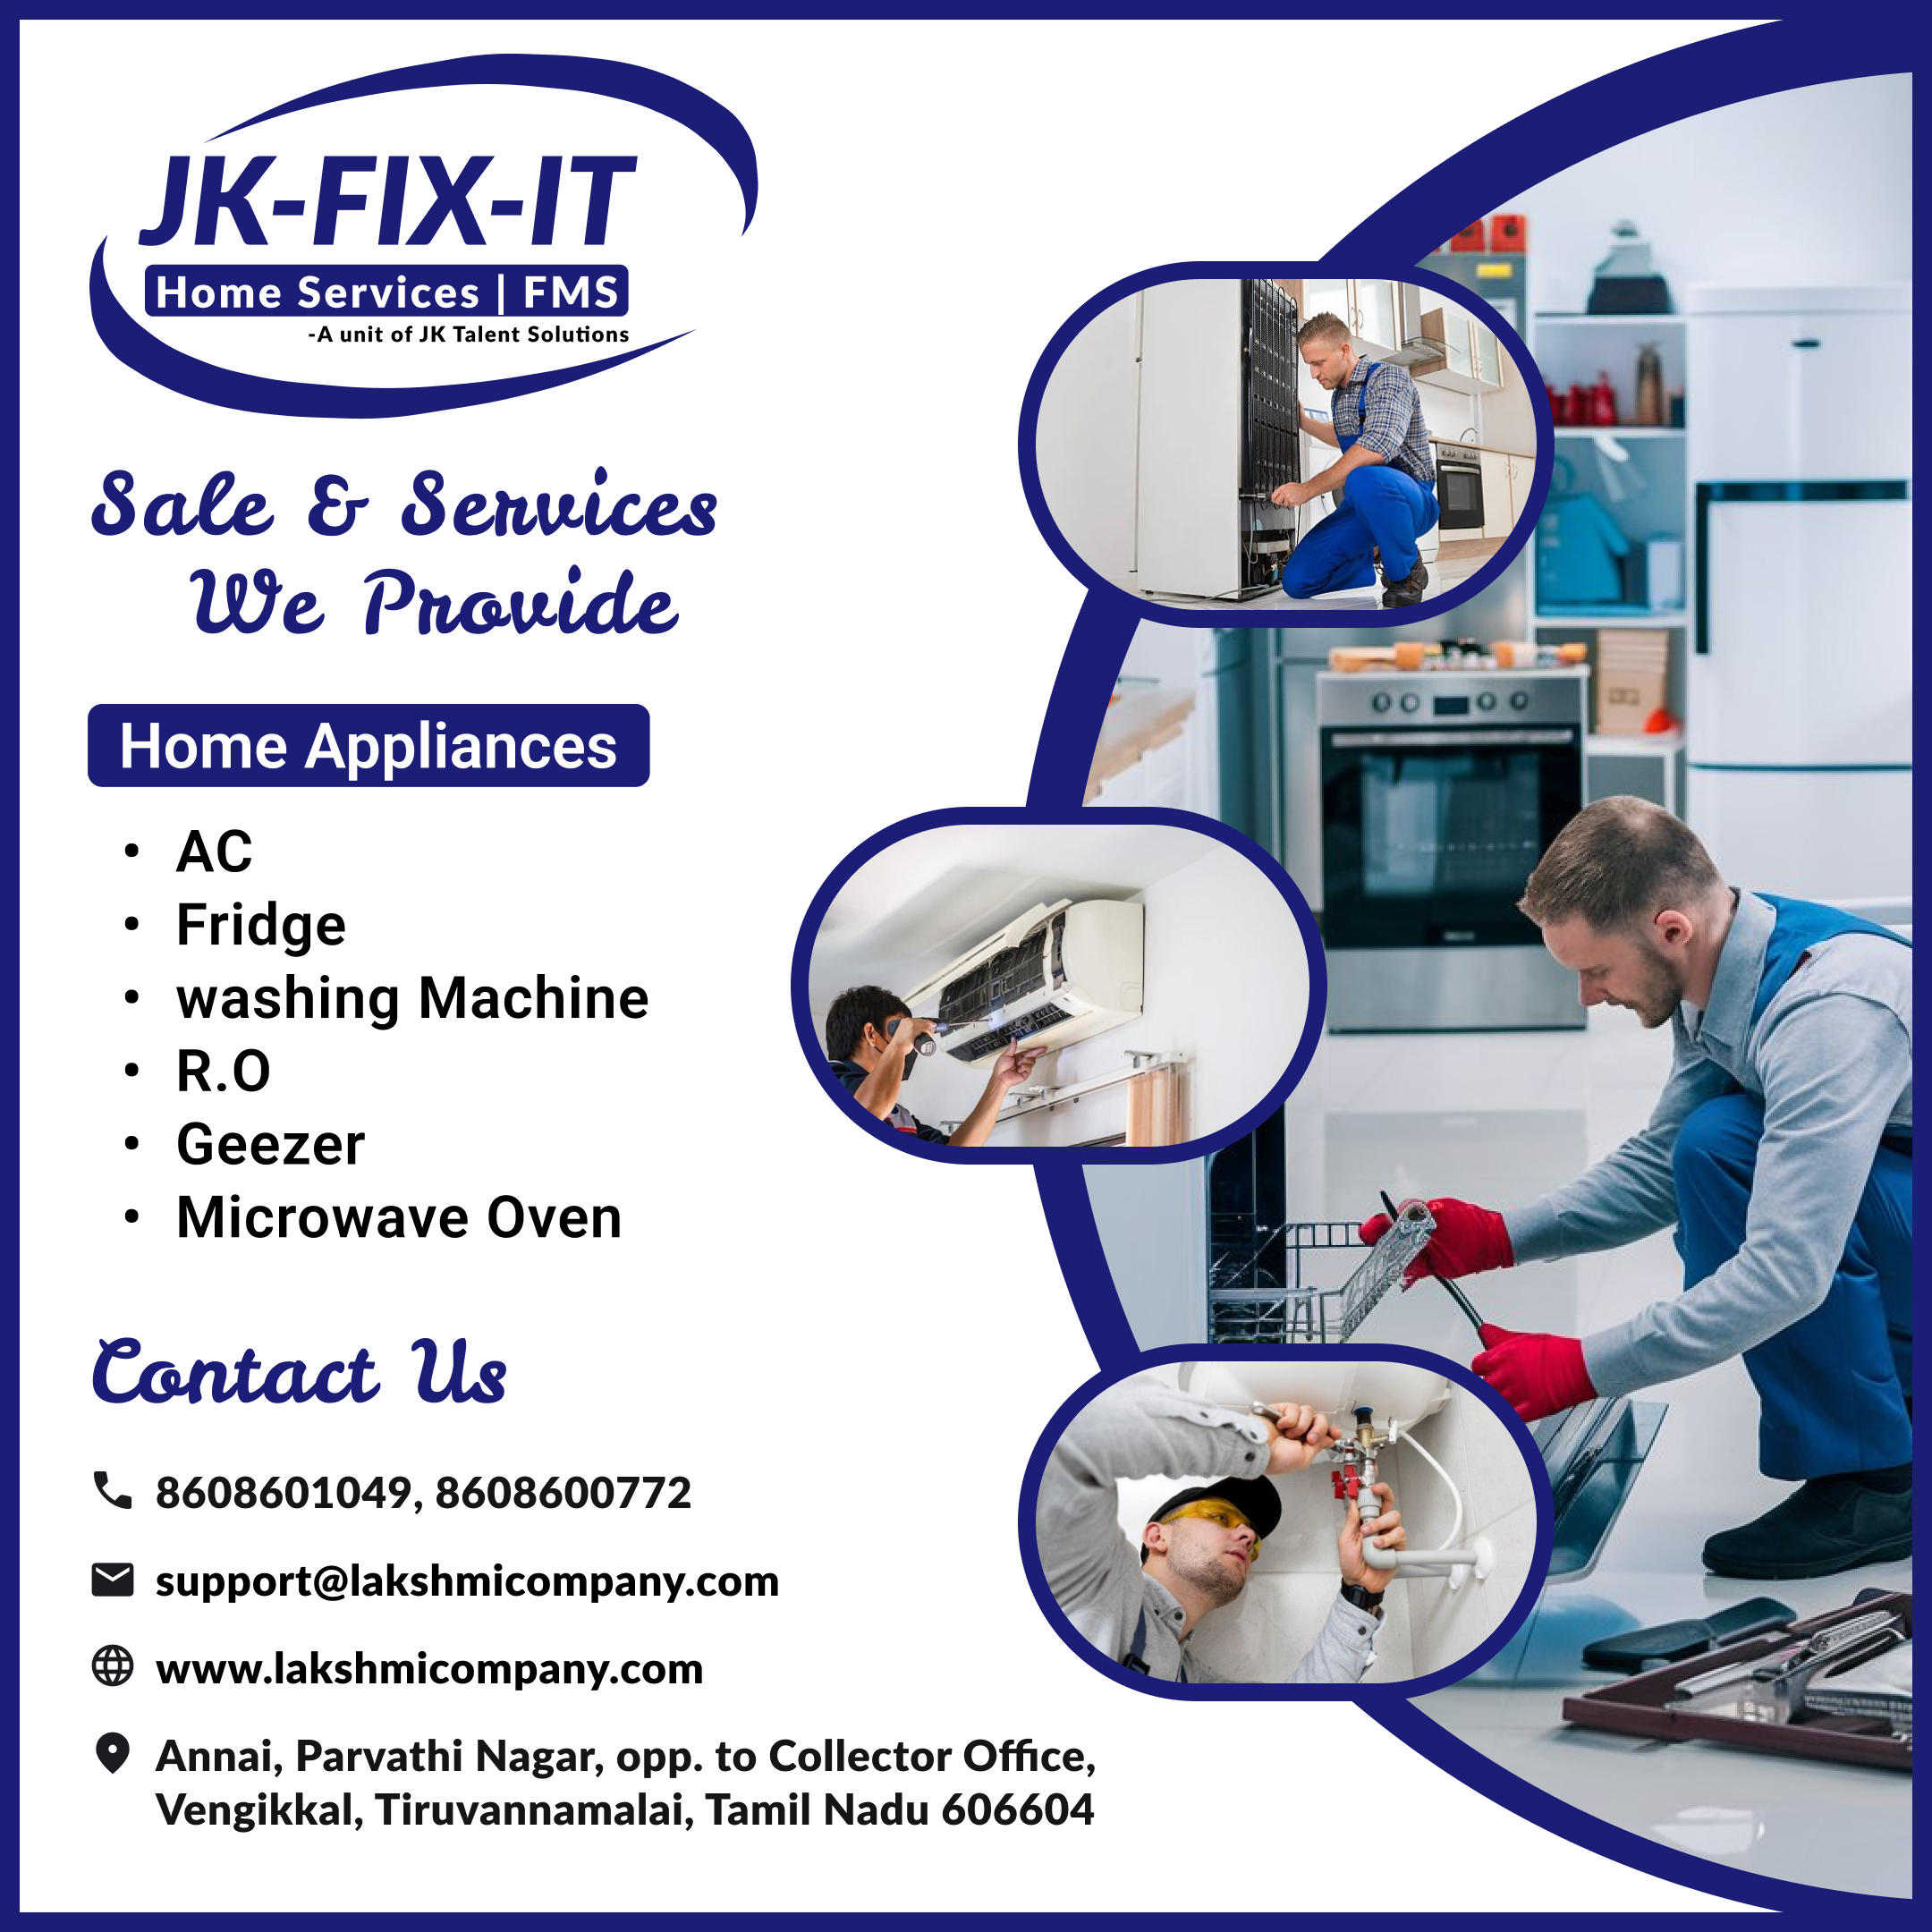 JK-FIX-IT
Home Services | FMS
-A unit of JK Talent Solutions
Sale & Services
We Provide
Home Appliances
• AC
• Fridge
• washing Machine
• R.O
• Geezer
• Microwave Oven
Contact Us
8608601049, 8608600772
support@lakshmicompany.com
www.lakshmicompany.com
Annai, Parvathi Nagar, opp. to Collector Office,
Vengikkal, Tiruvannamalai, Tamil Nadu 606604